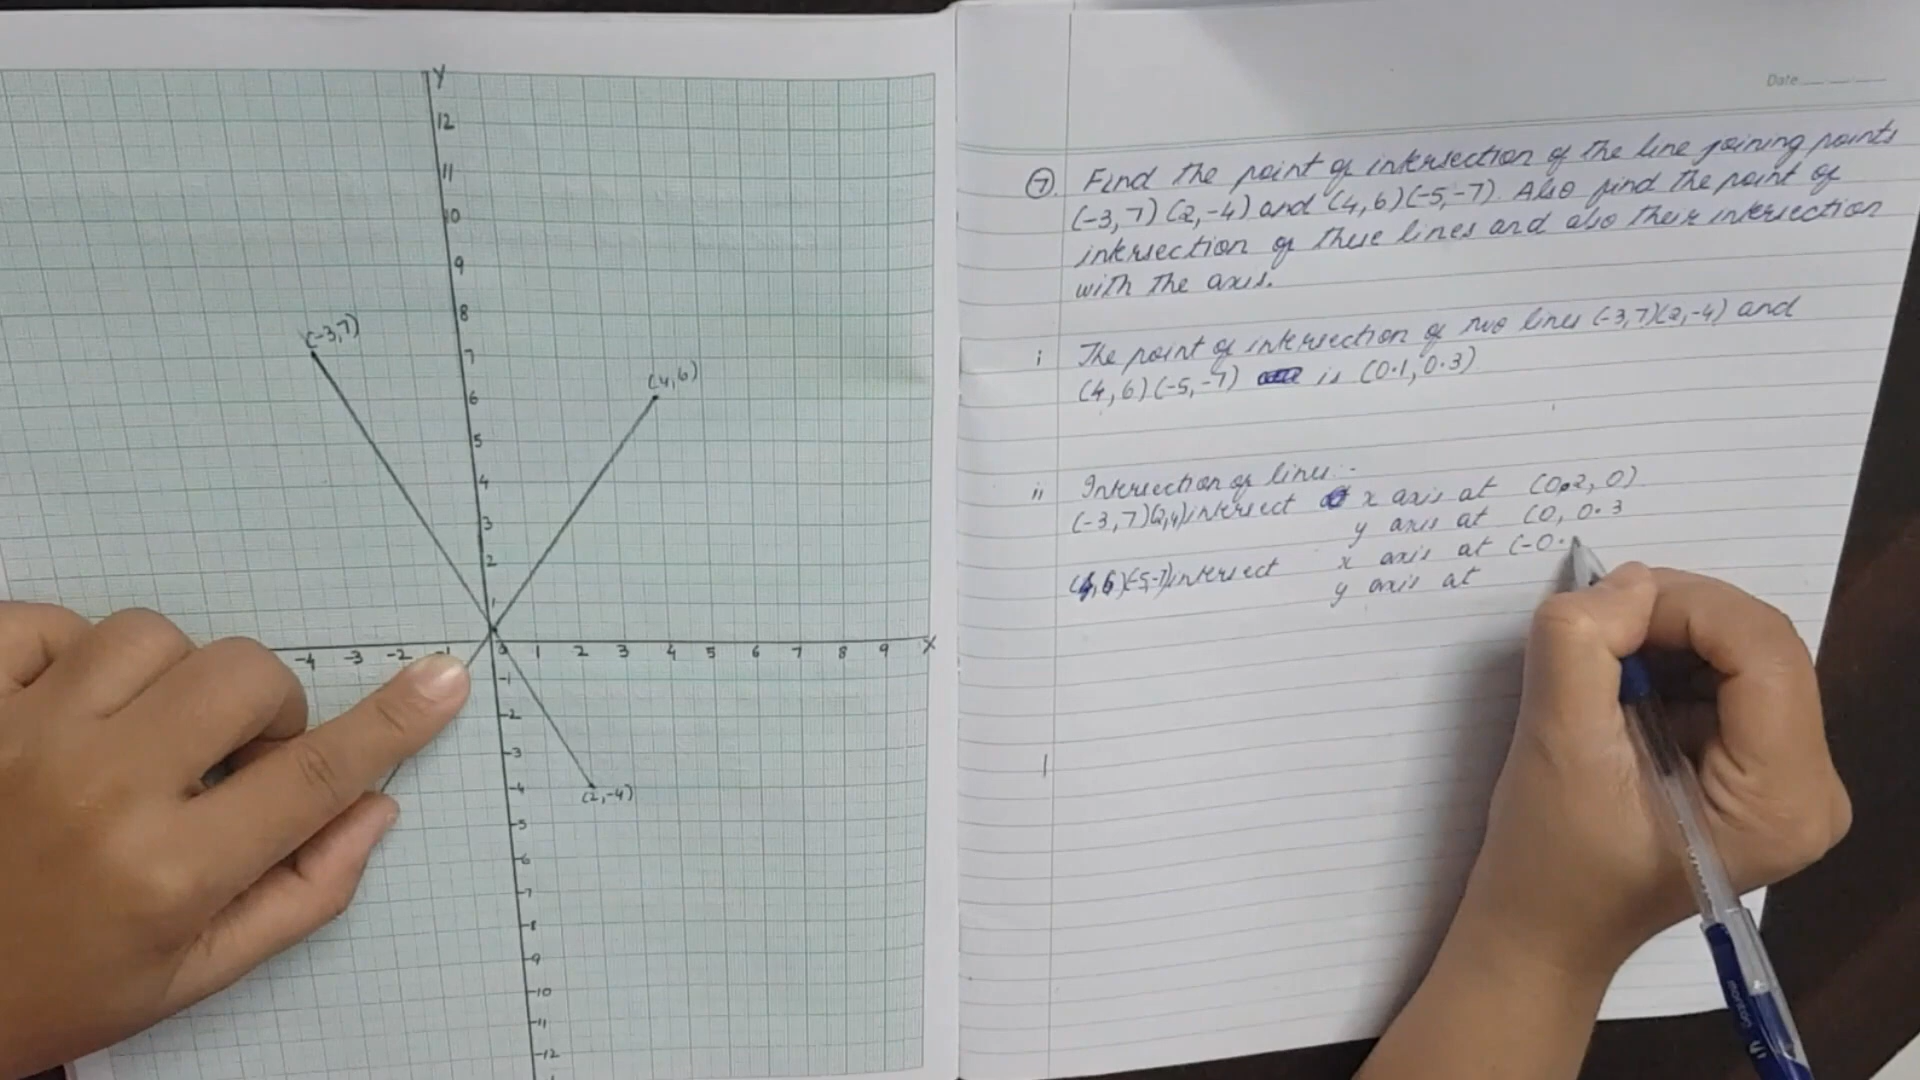 Y
12
11
10
9
8
(-3,7)
7
(4,6)
6
5
4
3
2
1
-4 -3 -2 -1 0 1 2 3 4 5 6 7 8 9 X
-1
-2
-3
-4
(2,-4)
-5
-6
-7
-8
-9
-10
-11
-12
Date
⑦. Find the point of intersection of the line joining points
(-3,7) (2,-4) and (4,6)(-5,-7). Also find the point of
intersection of these lines and also their intersection
with the axis.
i The point of intersection of two lines (-3,7)(2,-4) and
(4,6)(-5,-7) is (0.1, 0.3)
ii Intersection of lines:-
(-3,7)(2,4) intersect x axis at (0.2, 0)
y axis at (0, 0.3
(4,6)(-5-7) intersect x axis at (-0.
y axis at